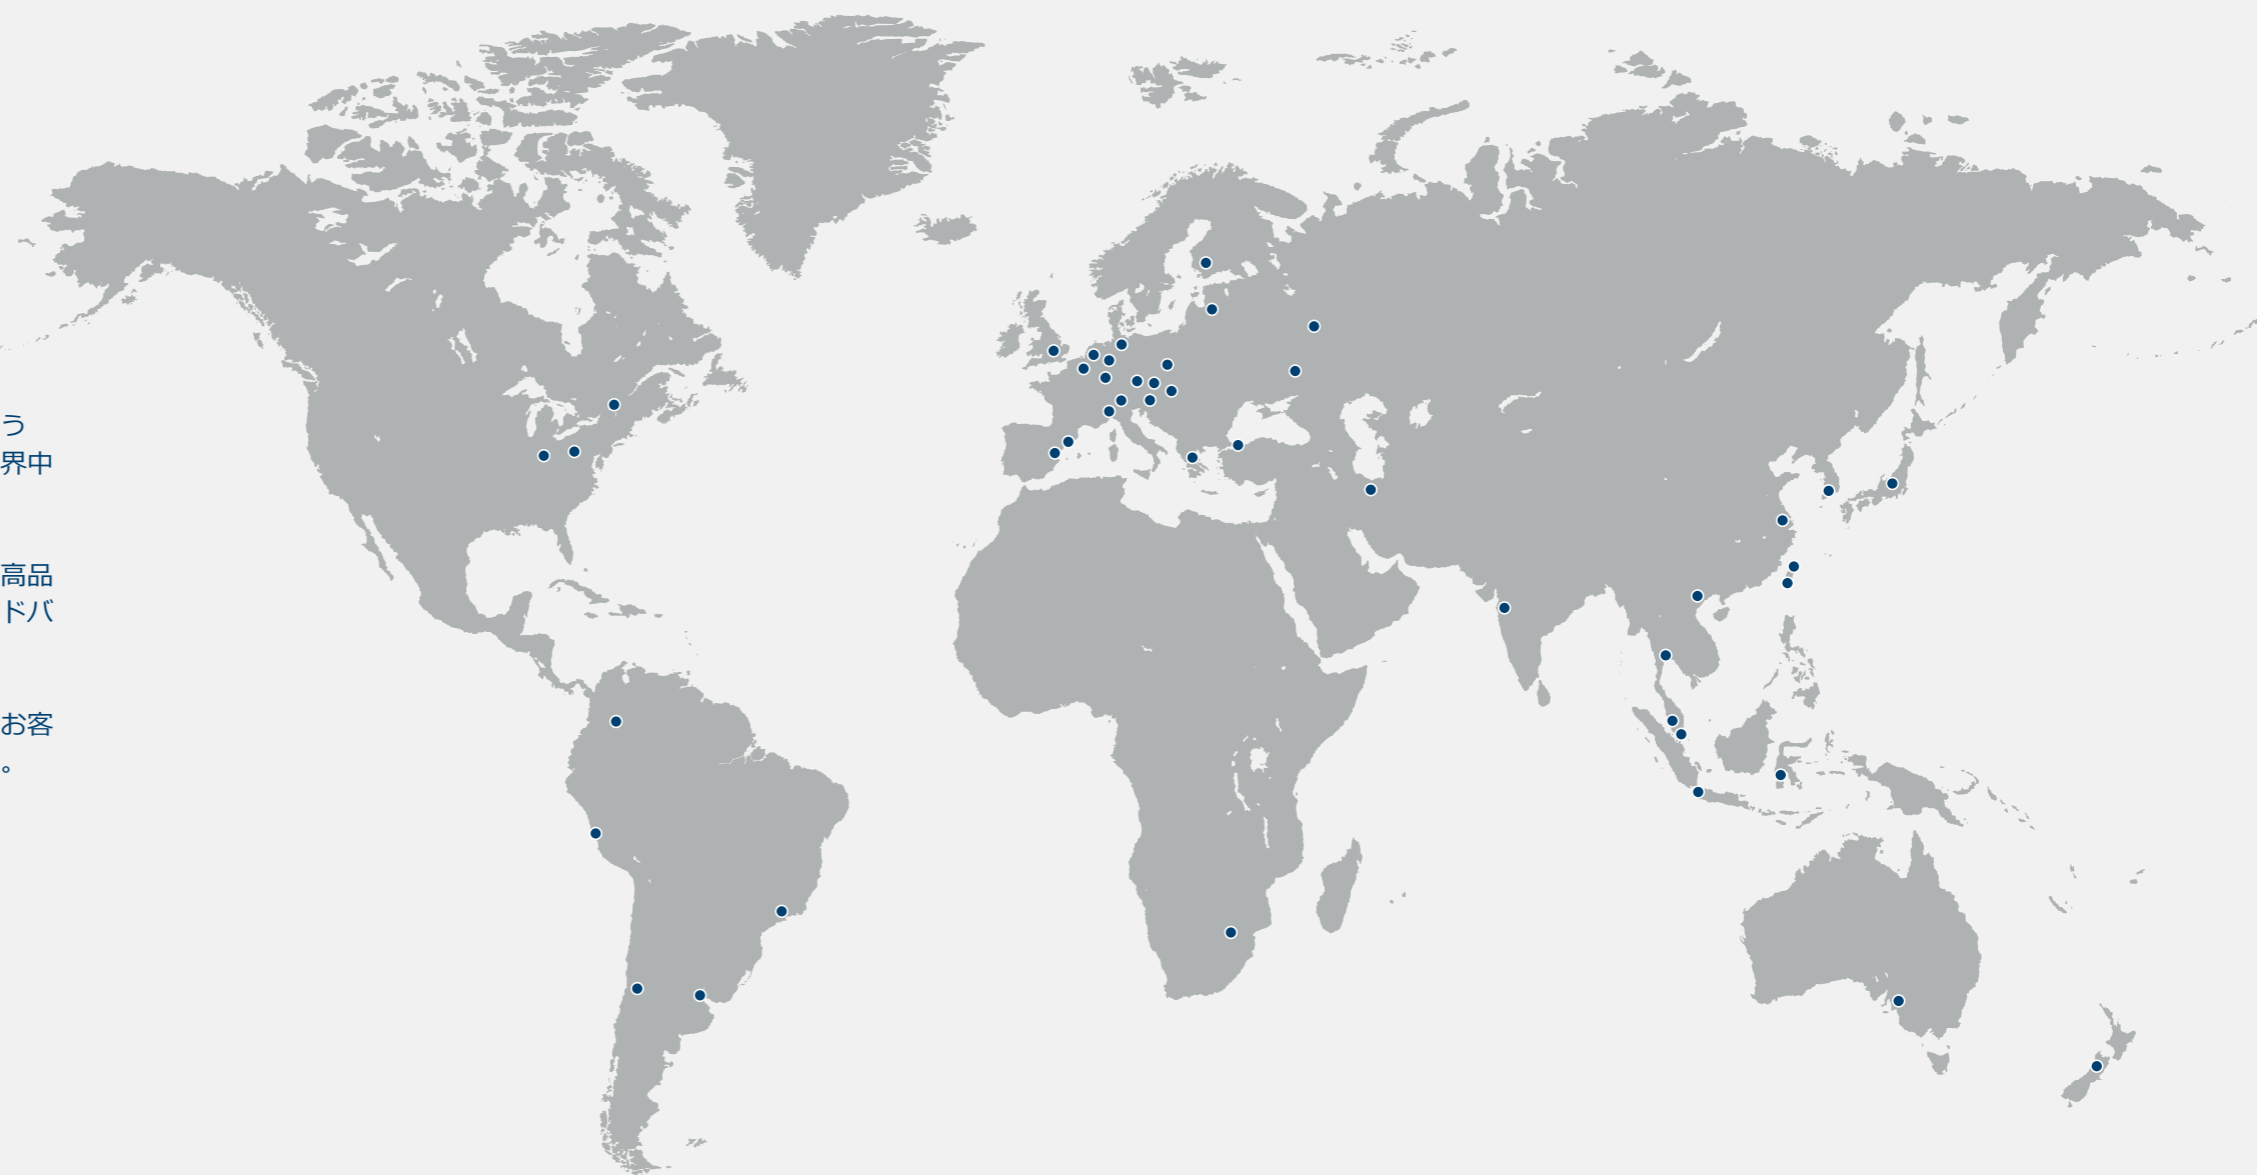 う
界中
高品
ドバ
お客
。